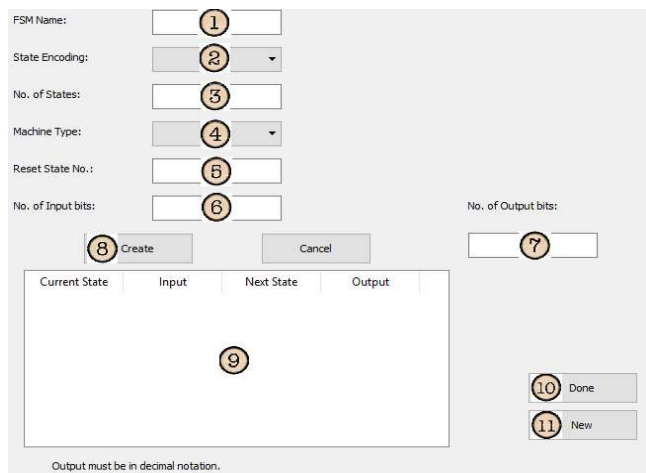 FSM Name:
1
State Encoding:
2
No. of States:
3
Machine Type:
4
Reset State No.:
5
No. of Input bits:
6
No. of Output bits:
7
8 Create
Cancel
Current State Input Next State Output
9
10 Done
11 New
Output must be in decimal notation.